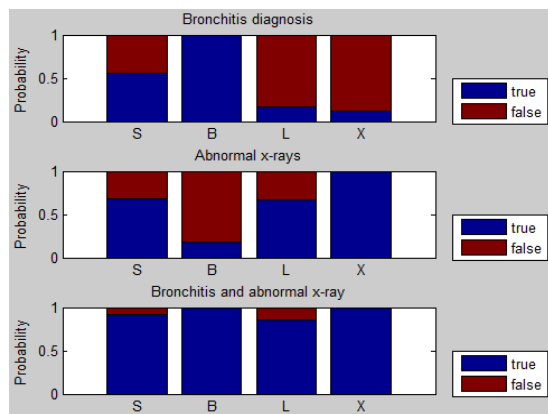 Bronchitis diagnosis
Probability
1
0.5
0
S B L X
true
false
Abnormal x-rays
Probability
1
0.5
0
S B L X
true
false
Bronchitis and abnormal x-ray
Probability
1
0.5
0
S B L X
true
false